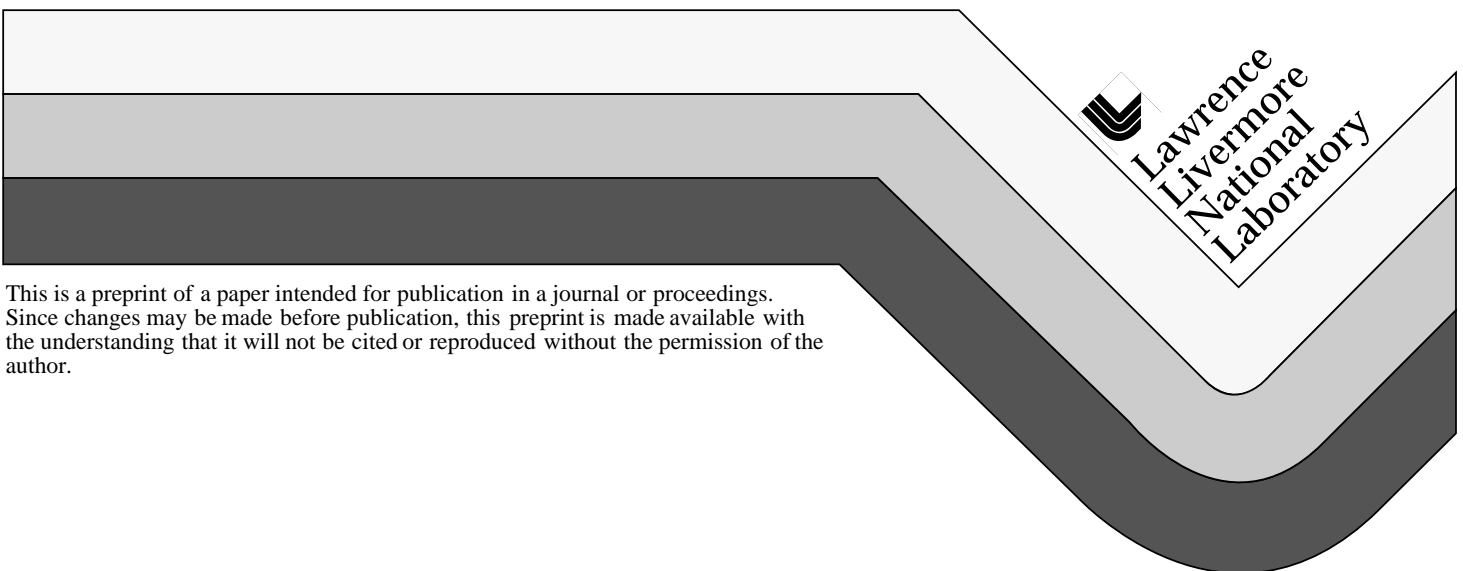 Lawrence
Livermore
National
Laboratory
This is a preprint of a paper intended for publication in a journal or proceedings.
Since changes may be made before publication, this preprint is made available with
the understanding that it will not be cited or reproduced without the permission of the
author.